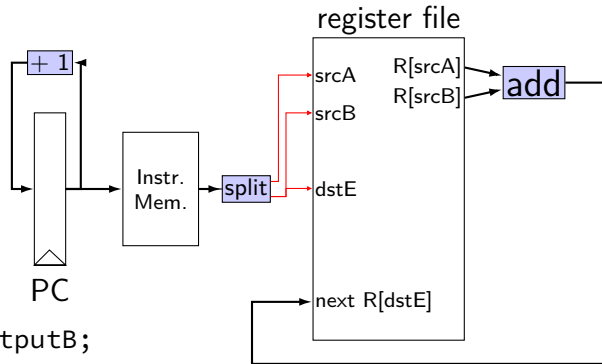 register file
+ 1
srcA
R[srcA]
add
R[srcB]
srcB
Instr.
Mem.
split
dstE
PC
next R[dstE]
tputB;